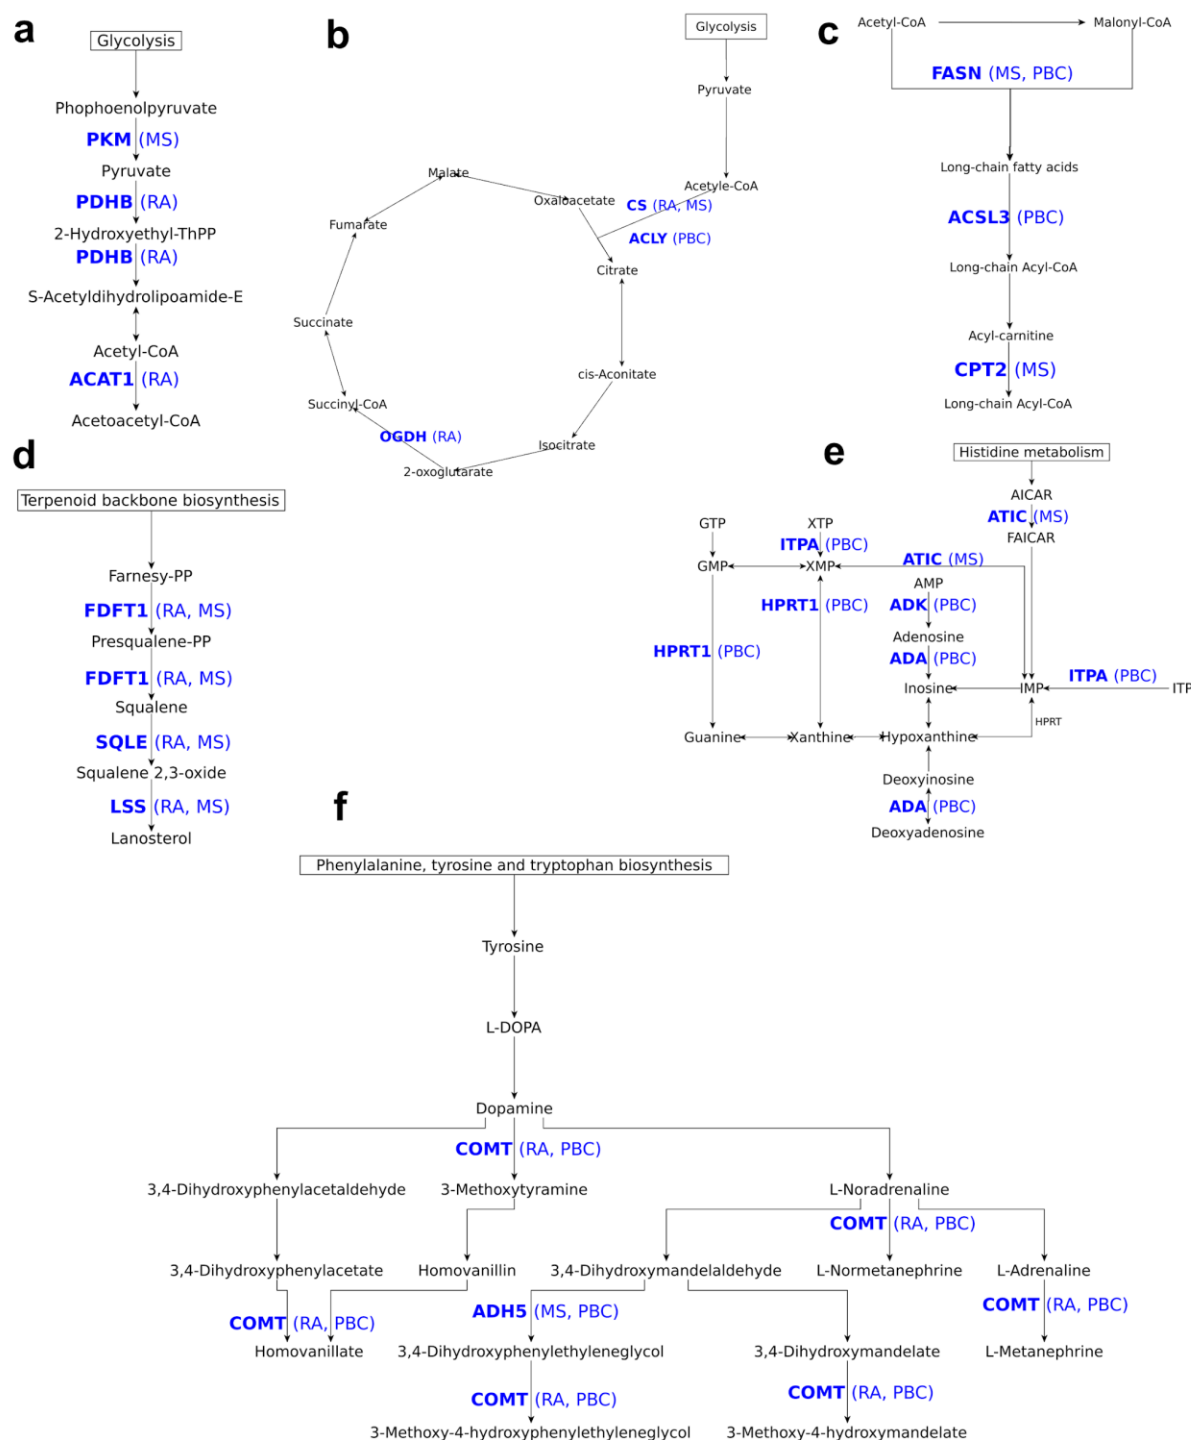 a
Glycolysis
Phophoenolpyruvate
PKM (MS)
Pyruvate
PDHB (RA)
2-Hydroxyethyl-ThPP
PDHB (RA)
S-Acetyldihydrolipoamide-E
Acetyl-CoA
ACAT1 (RA)
Acetoacetyl-CoA
b
Glycolysis
Pyruvate
Acetyle-CoA
CS (RA, MS)
ACLY (PBC)
Malate
Oxaloacetate
Fumarate
Citrate
Succinate
cis-Aconitate
Succinyl-CoA
OGDH (RA)
Isocitrate
2-oxoglutarate
c
Acetyl-CoA
Malonyl-CoA
FASN (MS, PBC)
Long-chain fatty acids
ACSL3 (PBC)
Long-chain Acyl-CoA
Acyl-carnitine
CPT2 (MS)
Long-chain Acyl-CoA
d
Terpenoid backbone biosynthesis
Farnesy-PP
FDFT1 (RA, MS)
Presqualene-PP
FDFT1 (RA, MS)
Squalene
SQLE (RA, MS)
Squalene 2,3-oxide
LSS (RA, MS)
Lanosterol
e
Histidine metabolism
AICAR
ATIC (MS)
FAICAR
GTP
XTP
ITPA (PBC)
ATIC (MS)
GMP
XMP
AMP
HPRT1 (PBC)
ADK (PBC)
Adenosine
HPRT1 (PBC)
ADA (PBC)
ITPA (PBC)
Inosine
IMP
ITP
HPRT
Guanine
Xanthine
Hypoxanthine
Deoxyinosine
ADA (PBC)
Deoxyadenosine
f
Phenylalanine, tyrosine and tryptophan biosynthesis
Tyrosine
L-DOPA
Dopamine
COMT (RA, PBC)
3,4-Dihydroxyphenylacetaldehyde
3-Methoxytyramine
L-Noradrenaline
COMT (RA, PBC)
3,4-Dihydroxyphenylacetate
Homovanillin
3,4-Dihydroxymandelaldehyde
L-Normetanephrine
L-Adrenaline
COMT (RA, PBC)
ADH5 (MS, PBC)
COMT (RA, PBC)
Homovanillate
3,4-Dihydroxyphenylethyleneglycol
3,4-Dihydroxymandelate
L-Metanephrine
COMT (RA, PBC)
COMT (RA, PBC)
3-Methoxy-4-hydroxyphenylethyleneglycol
3-Methoxy-4-hydroxymandelate